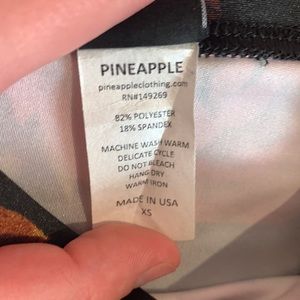 PINEAPPLE
pineappleclothing.com
RN#149269
82% POLYESTER
18% SPANDEX
MACHINE WASH WARM
DELICATE CYCLE
DO NOT BLEACH
HANG DRY
WARM IRON
MADE IN USA
XS